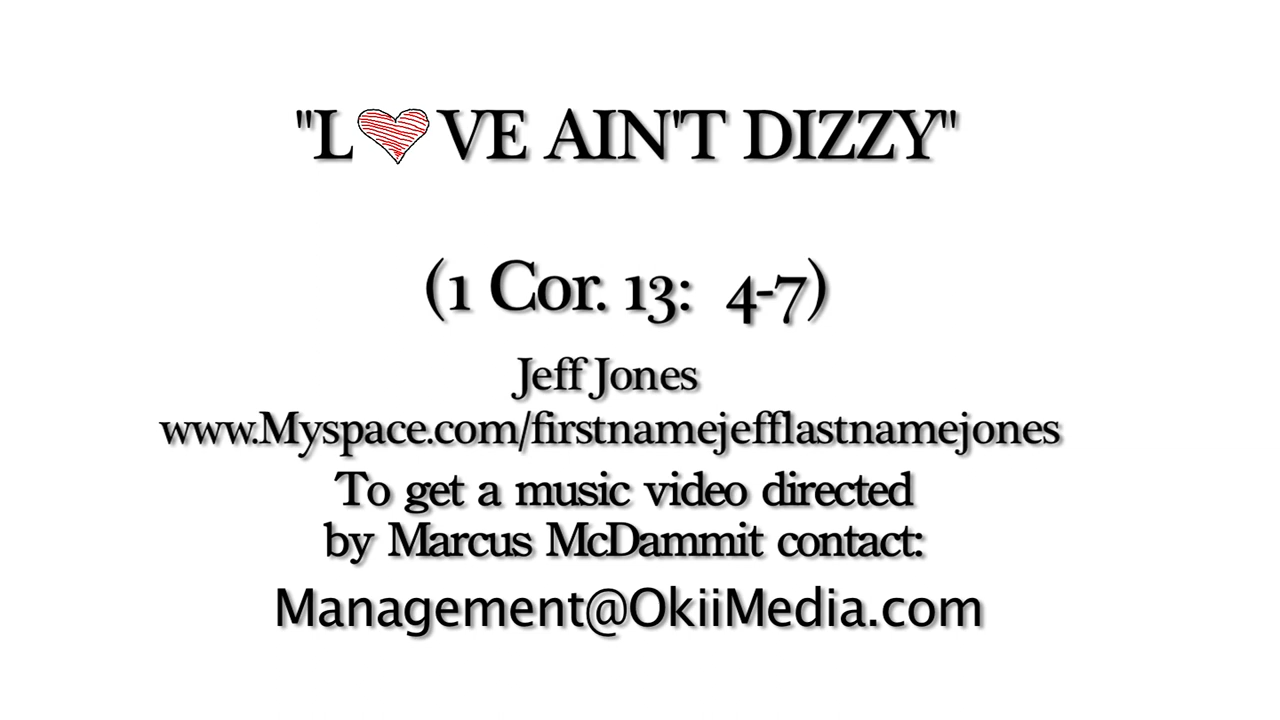 "L♥VE AIN'T DIZZY"
(1 Cor. 13: 4-7)
Jeff Jones
www.Myspace.com/firstnamejefflastnamejones
To get a music video directed
by Marcus McDammit contact:
Management@OkiiMedia.com